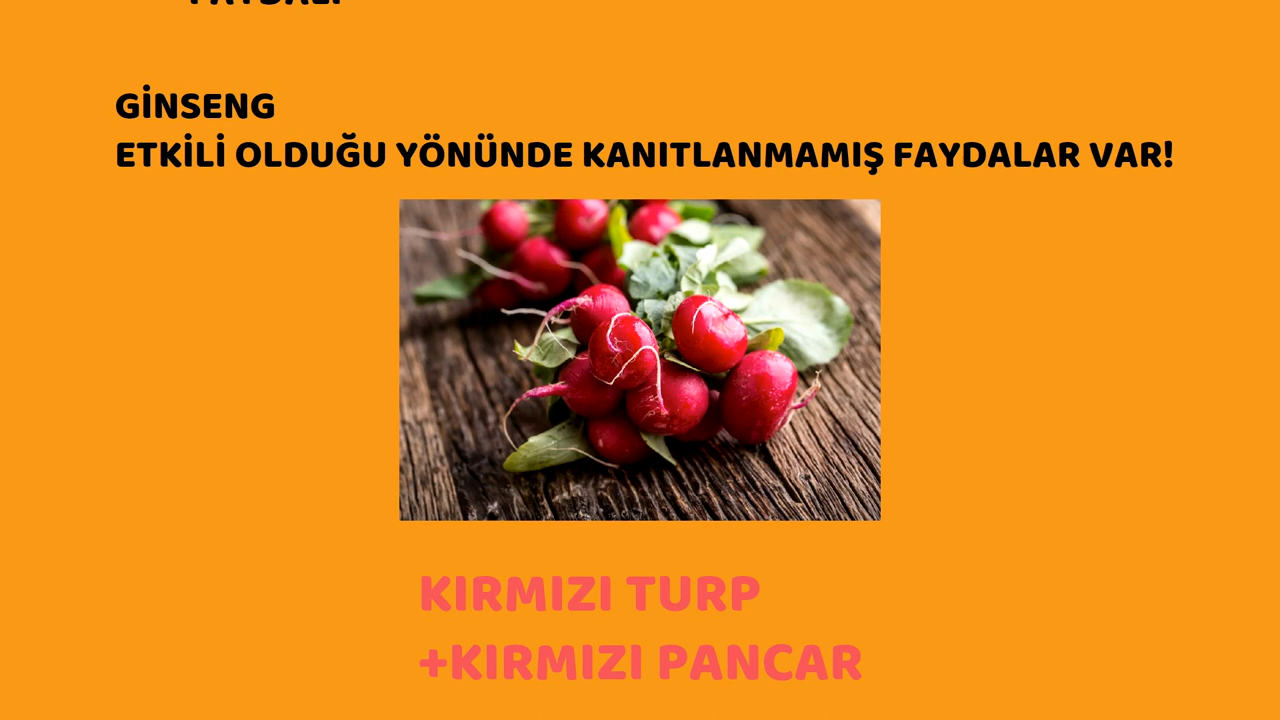 GİNSENG
ETKİLİ OLDUĞU YÖNÜNDE KANITLANMAMIŞ FAYDALAR VAR!
KIRMIZI TURP
+KIRMIZI PANCAR